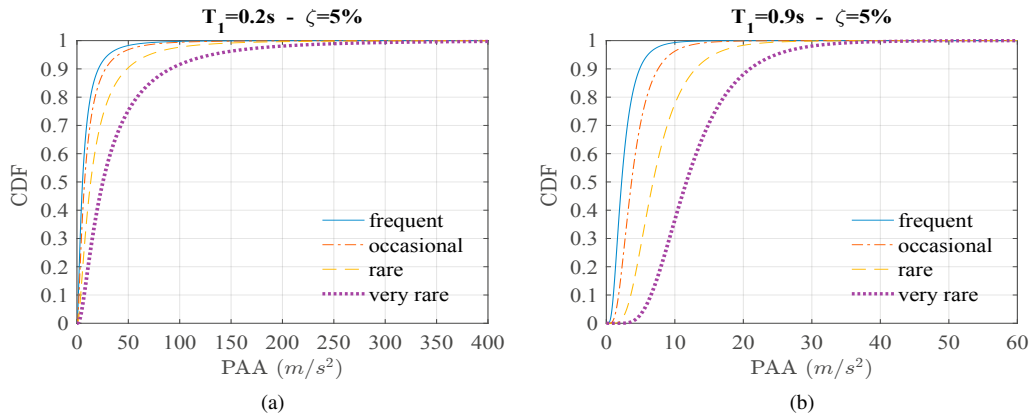 T₁=0.2s - ζ=5%
1
0.9
0.8
0.7
0.6
0.5
0.4
0.3
0.2
0.1
0
CDF
frequent
occasional
rare
very rare
0 50 100 150 200 250 300 350 400
PAA (m/s²)
(a)
T₁=0.9s - ζ=5%
1
0.9
0.8
0.7
0.6
0.5
0.4
0.3
0.2
0.1
0
CDF
frequent
occasional
rare
very rare
0 10 20 30 40 50 60
PAA (m/s²)
(b)